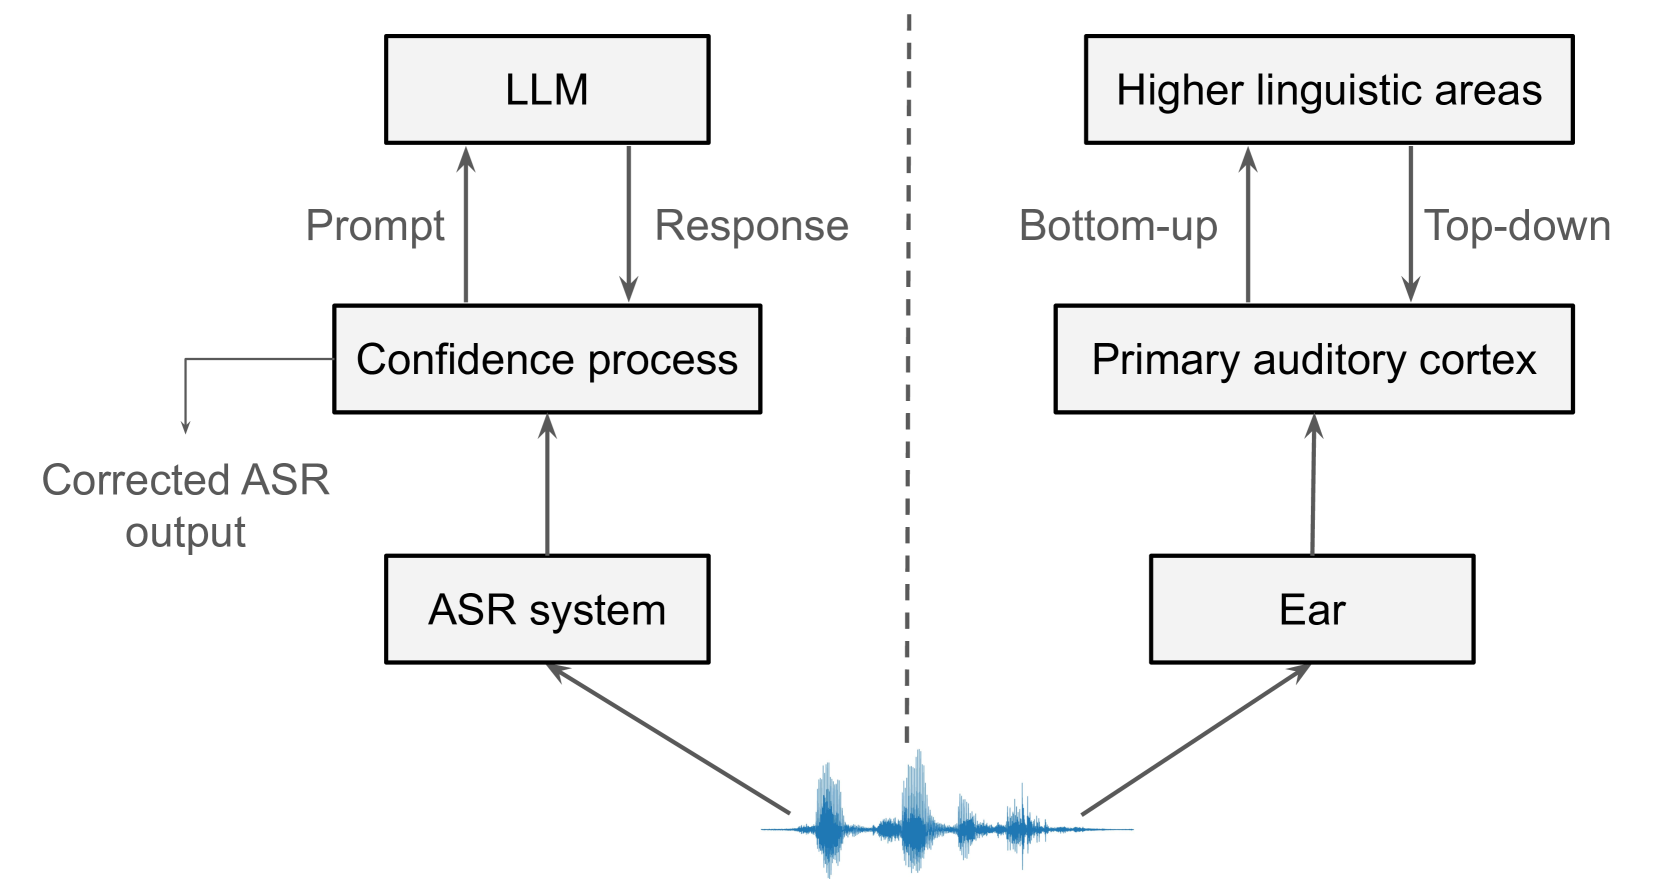 LLM
Higher linguistic areas
Prompt
Response
Bottom-up
Top-down
Confidence process
Primary auditory cortex
Corrected ASR
output
ASR system
Ear